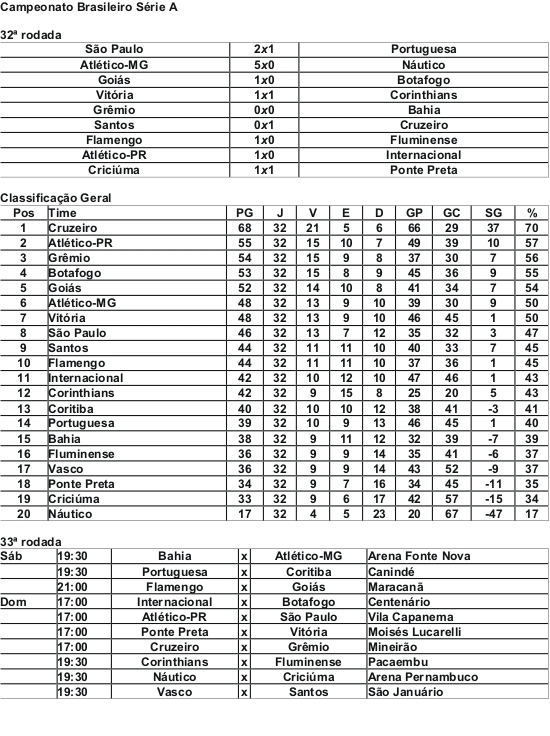 Campeonato Brasileiro Série A
32ª rodada
São Paulo 2x1 Portuguesa
Atlético-MG 5x0 Náutico
Goiás 1x0 Botafogo
Vitória 1x1 Corinthians
Grêmio 0x0 Bahia
Santos 0x1 Cruzeiro
Flamengo 1x0 Fluminense
Atlético-PR 1x0 Internacional
Criciúma 1x1 Ponte Preta
Classificação Geral
Pos Time PG J V E D GP GC SG %
1 Cruzeiro 68 32 21 5 6 66 29 37 70
2 Atlético-PR 55 32 15 10 7 49 39 10 57
3 Grêmio 54 32 15 9 8 37 30 7 56
4 Botafogo 53 32 15 8 9 45 36 9 55
5 Goiás 52 32 14 10 8 41 34 7 54
6 Atlético-MG 48 32 13 9 10 39 30 9 50
7 Vitória 48 32 13 9 10 46 45 1 50
8 São Paulo 46 32 13 7 12 35 32 3 47
9 Santos 44 32 11 11 10 40 33 7 45
10 Flamengo 44 32 11 11 10 37 36 1 45
11 Internacional 42 32 10 12 10 47 46 1 43
12 Corinthians 42 32 9 15 8 25 20 5 43
13 Coritiba 40 32 10 10 12 38 41 -3 41
14 Portuguesa 39 32 10 9 13 46 45 1 40
15 Bahia 38 32 9 11 12 32 39 -7 39
16 Fluminense 36 32 9 9 14 35 41 -6 37
17 Vasco 36 32 9 9 14 43 52 -9 37
18 Ponte Preta 34 32 9 7 16 34 45 -11 35
19 Criciúma 33 32 9 6 17 42 57 -15 34
20 Náutico 17 32 4 5 23 20 67 -47 17
33ª rodada
Sáb 19:30 Bahia x Atlético-MG Arena Fonte Nova
19:30 Portuguesa x Coritiba Canindé
21:00 Flamengo x Goiás Maracanã
Dom 17:00 Internacional x Botafogo Centenário
17:00 Atlético-PR x São Paulo Vila Capanema
17:00 Ponte Preta x Vitória Moisés Lucarelli
17:00 Cruzeiro x Grêmio Mineirão
19:30 Corinthians x Fluminense Pacaembu
19:30 Náutico x Criciúma Arena Pernambuco
19:30 Vasco x Santos São Januário